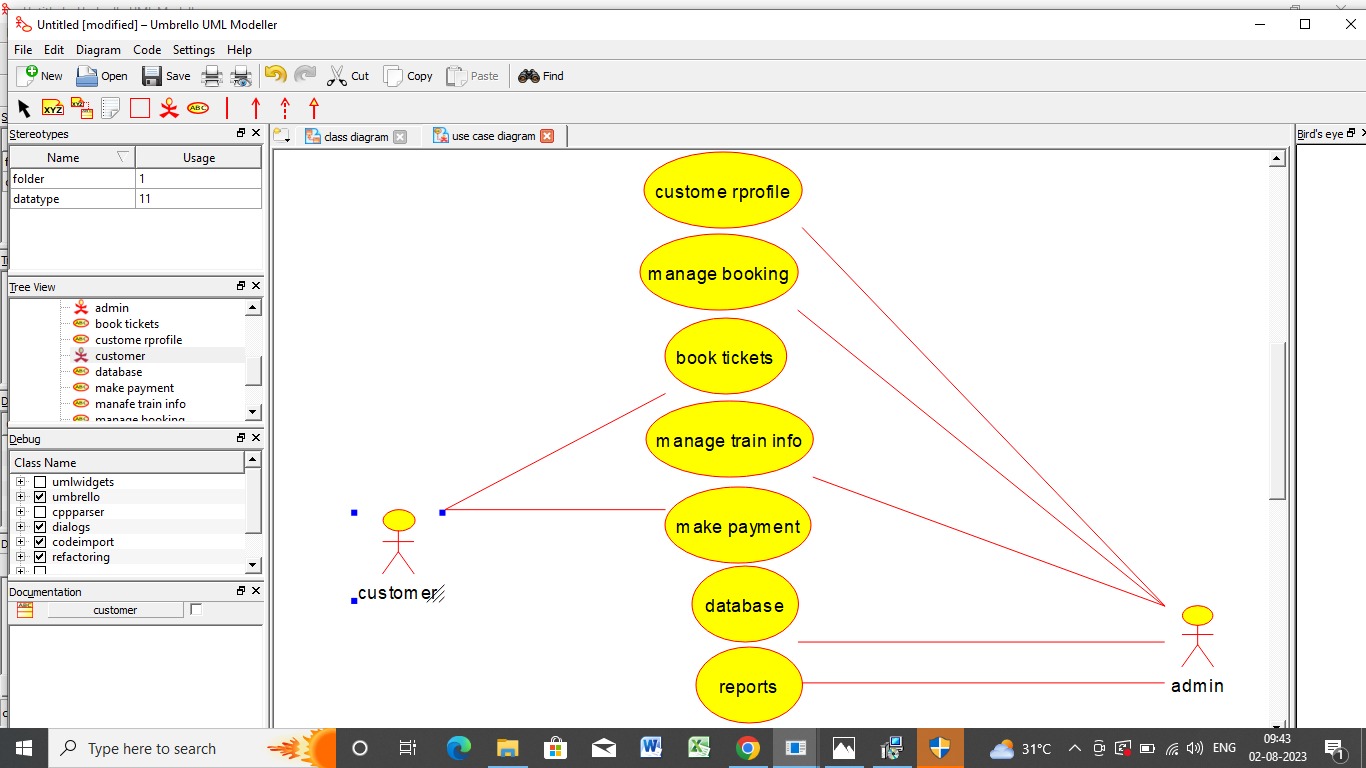 Untitled [modified] – Umbrello UML Modeller
File Edit Diagram Code Settings Help
New Open Save Cut Copy Paste Find
XYZ XYZ ABC
Stereotypes
Name Usage
folder 1
datatype 11
Tree View
admin
book tickets
custome rprofile
customer
database
make payment
manafe train info
manage booking
Debug
Class Name
umlwidgets
umbrello
cppparser
dialogs
codeimport
refactoring
Documentation
customer
class diagram use case diagram
Bird's eye
custome rprofile
manage booking
book tickets
manage train info
make payment
database
reports
customer
admin
Type here to search
31°C ENG 09:43
02-08-2023
1